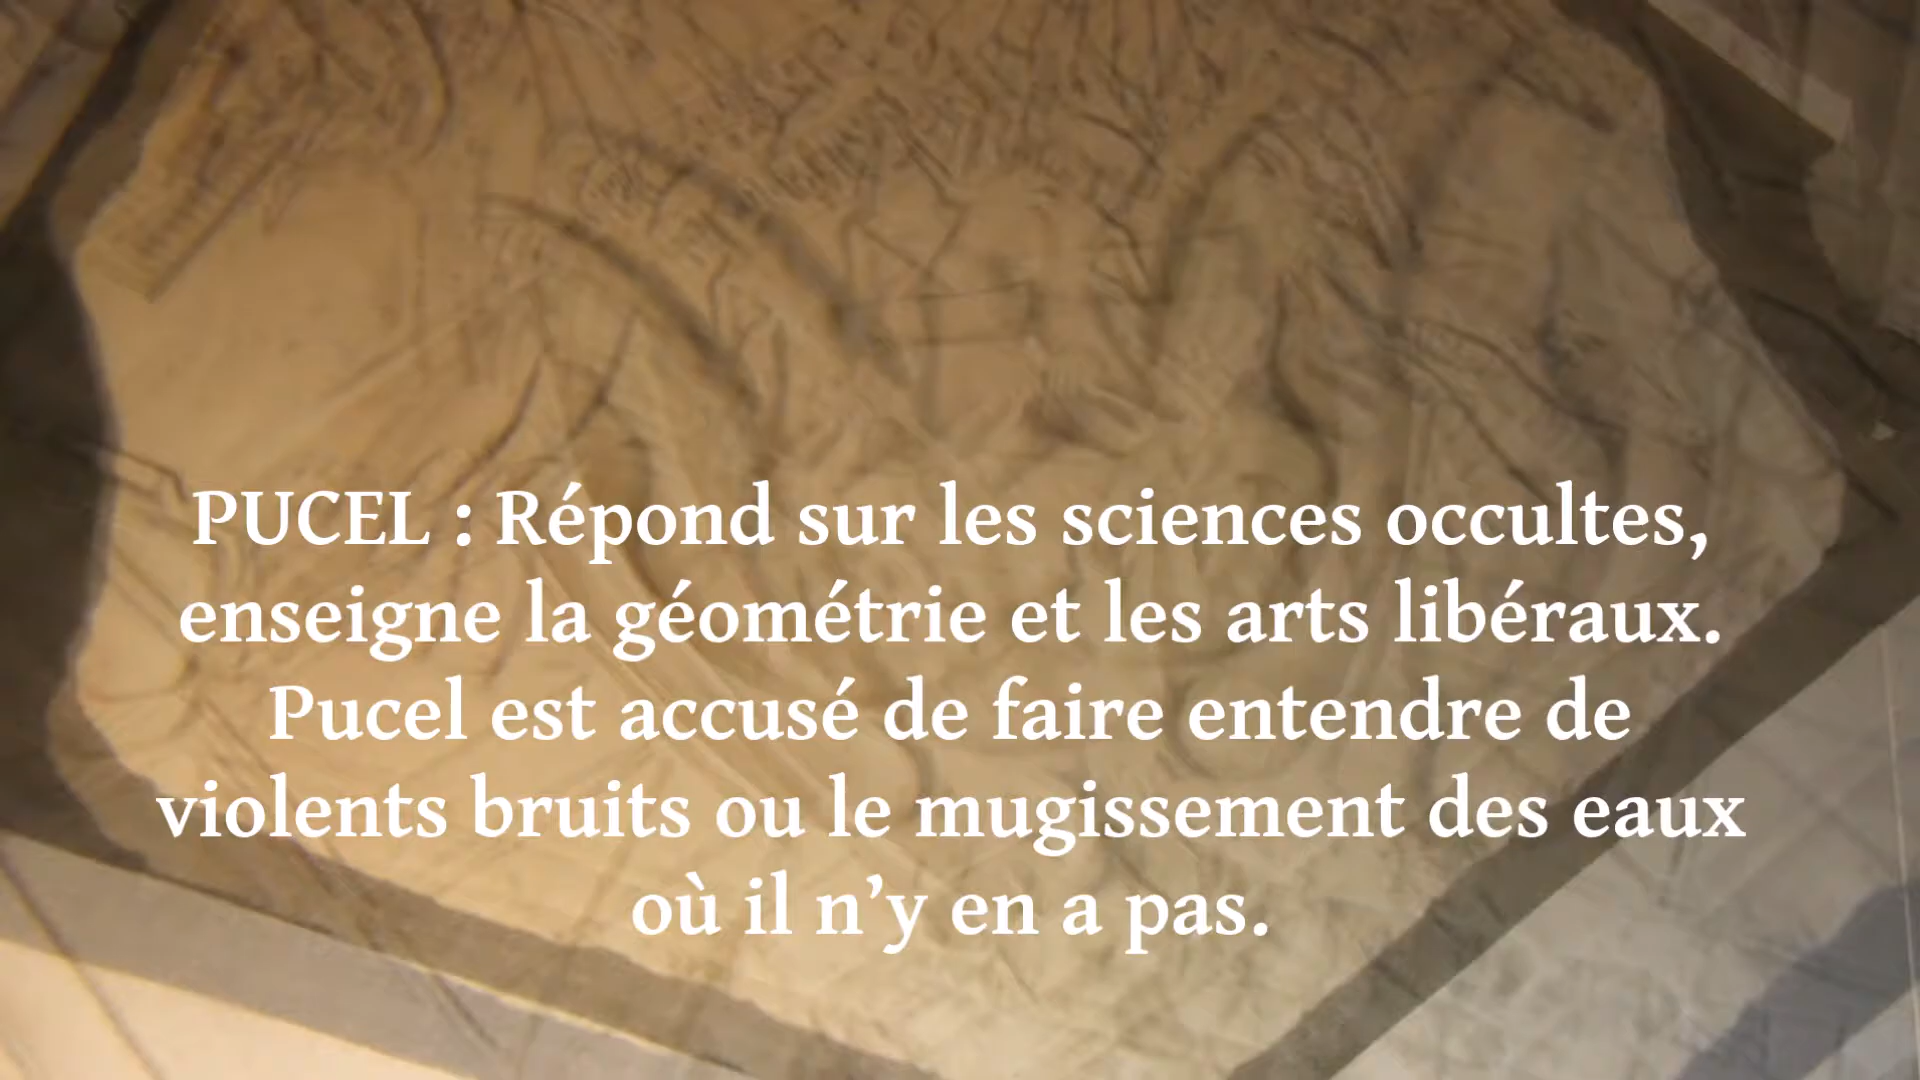 PUCEL : Répond sur les sciences occultes,
enseigne la géométrie et les arts libéraux.
Pucel est accusé de faire entendre de
violents bruits ou le mugissement des eaux
où il n’y en a pas.